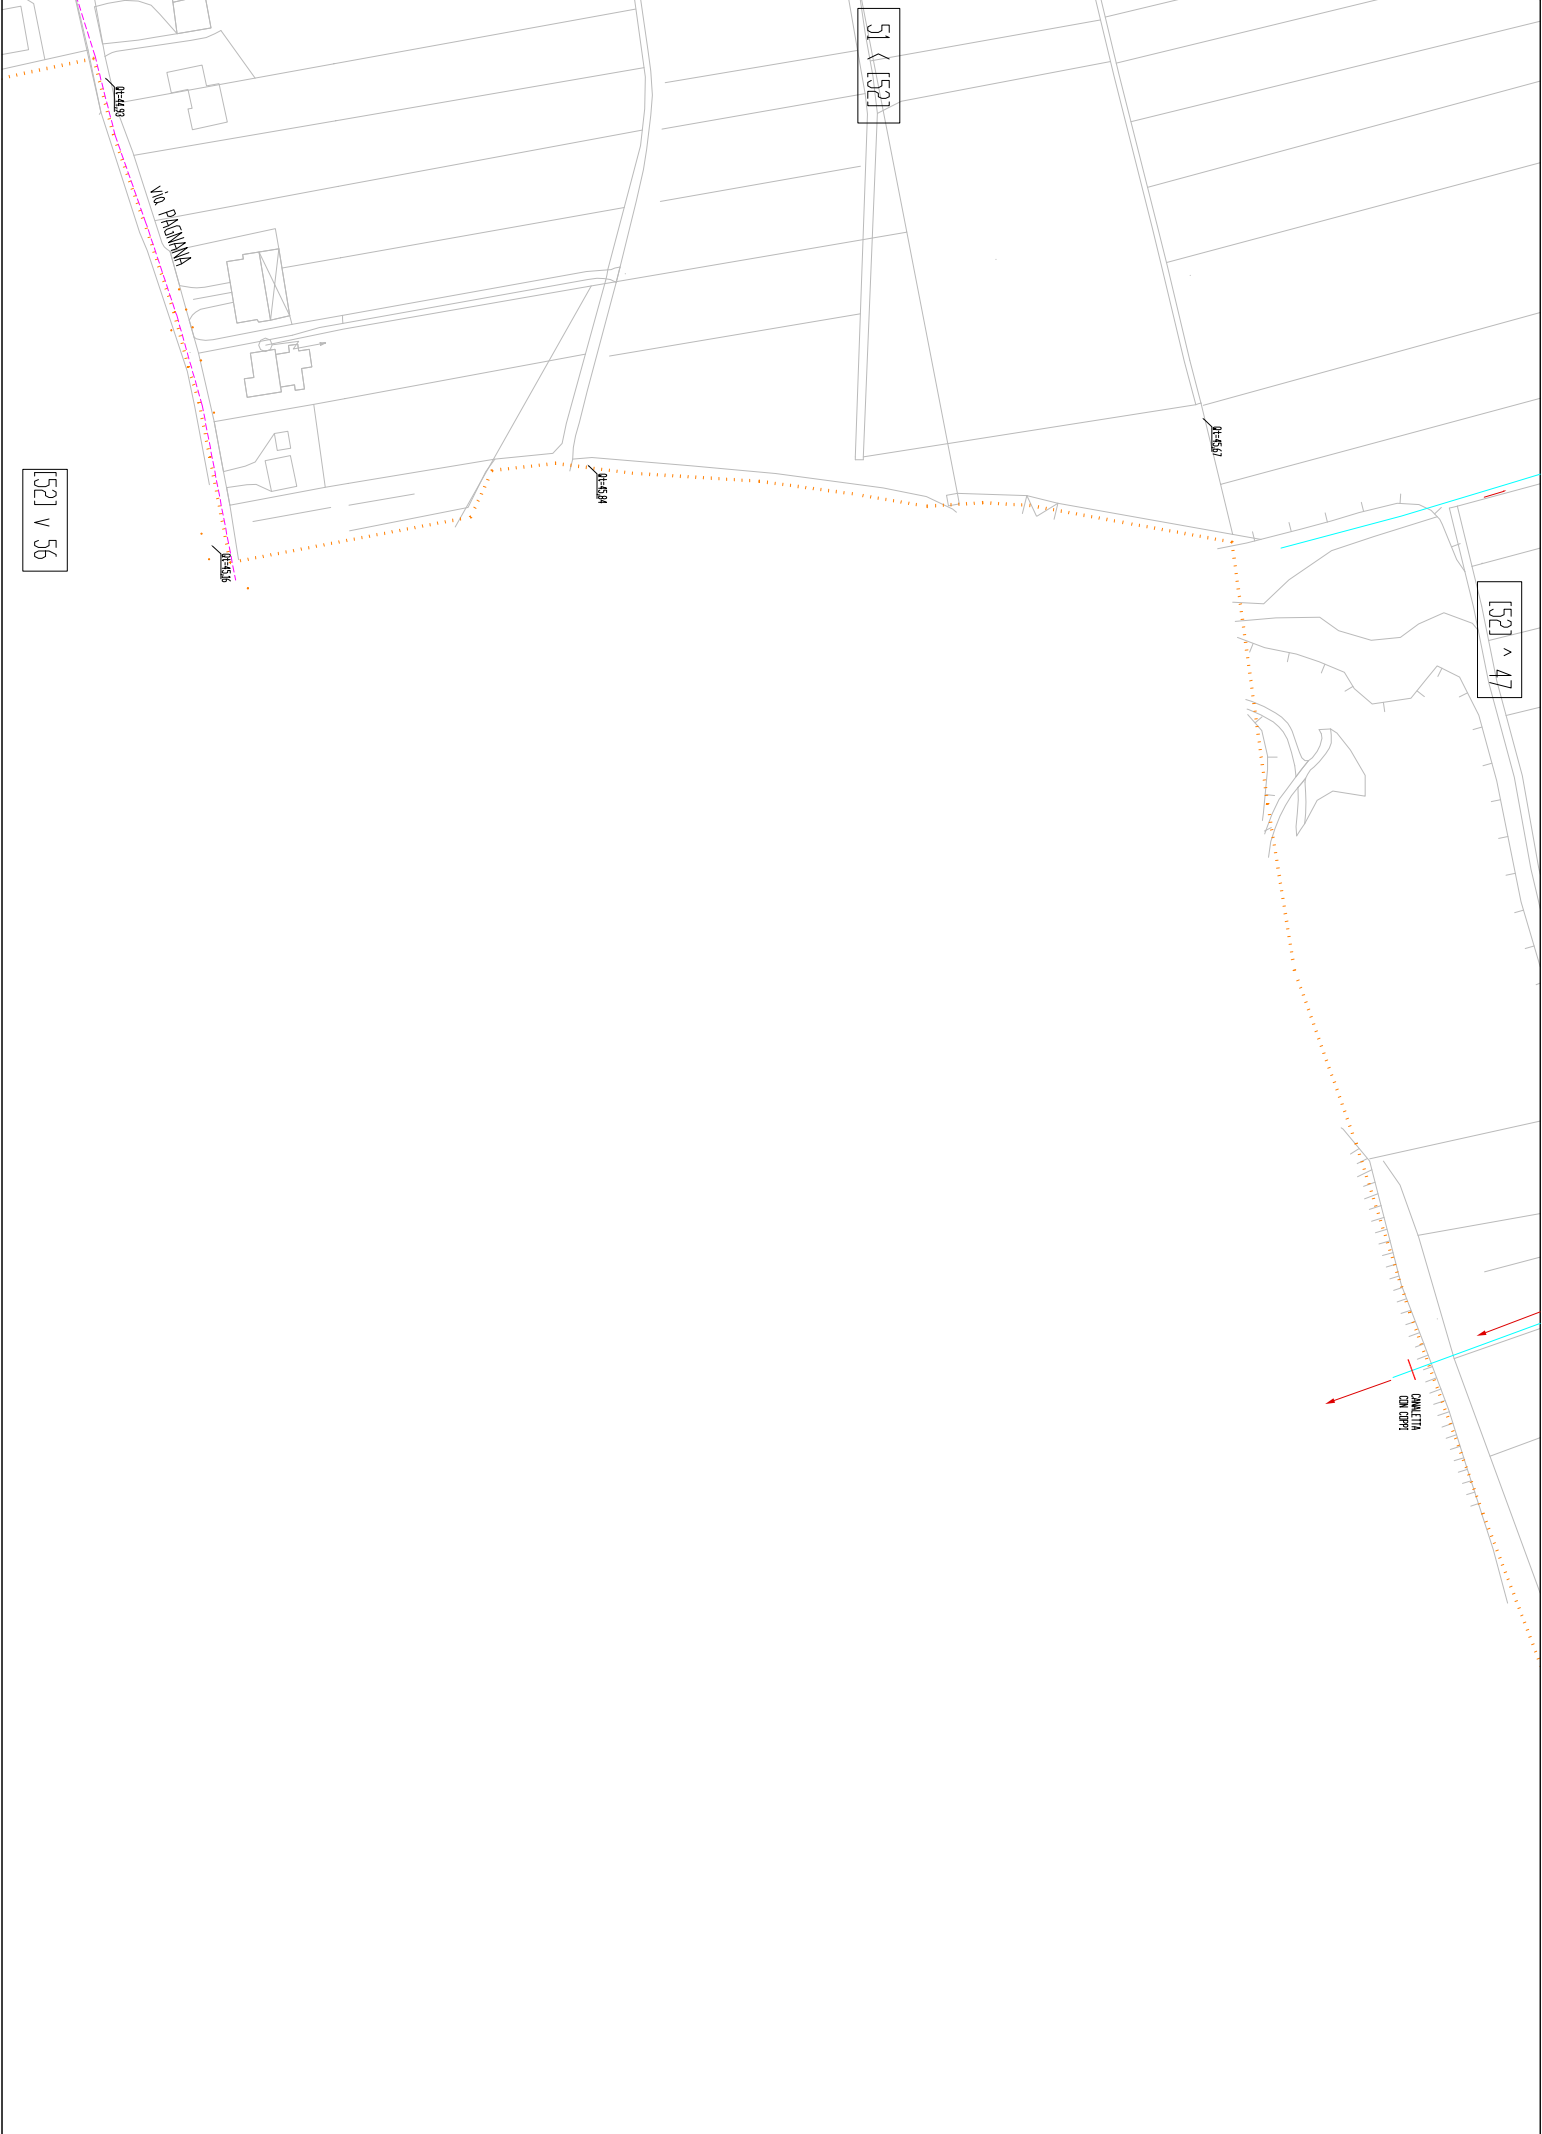 51 < [52]
[52] ^ 47
[52] v 56
via PAGNANA
Qt=44.93
Qt=45.67
Qt=45.84
Qt=45.16
CANALETTA
CON COPPI